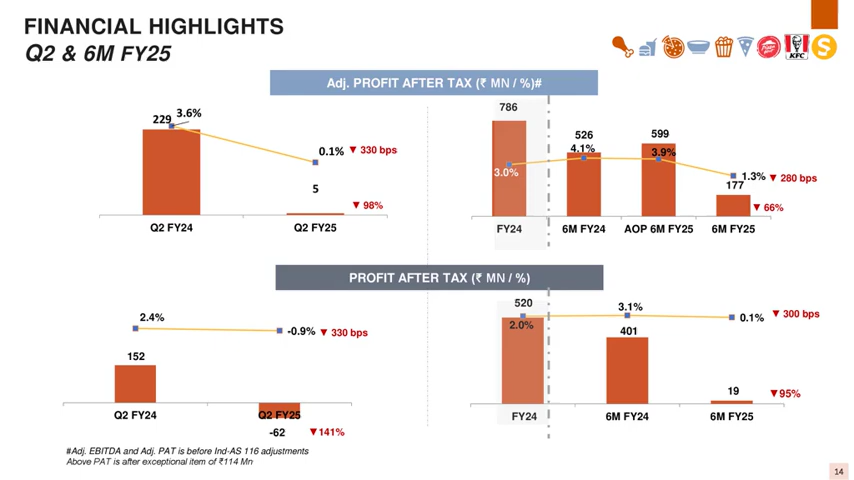 FINANCIAL HIGHLIGHTS
Q2 & 6M FY25
KFC
S
Adj. PROFIT AFTER TAX (₹ MN / %)#
229
3.6%
0.1%
▼ 330 bps
5
▼ 98%
Q2 FY24
Q2 FY25
786
3.0%
526
4.1%
599
3.9%
1.3%
▼ 280 bps
177
▼ 66%
FY24
6M FY24
AOP 6M FY25
6M FY25
PROFIT AFTER TAX (₹ MN / %)
2.4%
-0.9%
▼ 330 bps
152
Q2 FY24
Q2 FY25
-62
▼141%
520
2.0%
3.1%
401
0.1%
▼ 300 bps
19
▼95%
FY24
6M FY24
6M FY25
#Adj. EBITDA and Adj. PAT is before Ind-AS 116 adjustments
Above PAT is after exceptional item of ₹114 Mn
14